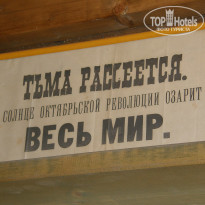 TOP Hotels
ТЬМА РАССЕЕТСЯ.
СОЛНЦЕ ОКТЯБРЬСКОЙ РЕВОЛЮЦИИ ОЗАРИТ
ВЕСЬ МИР.